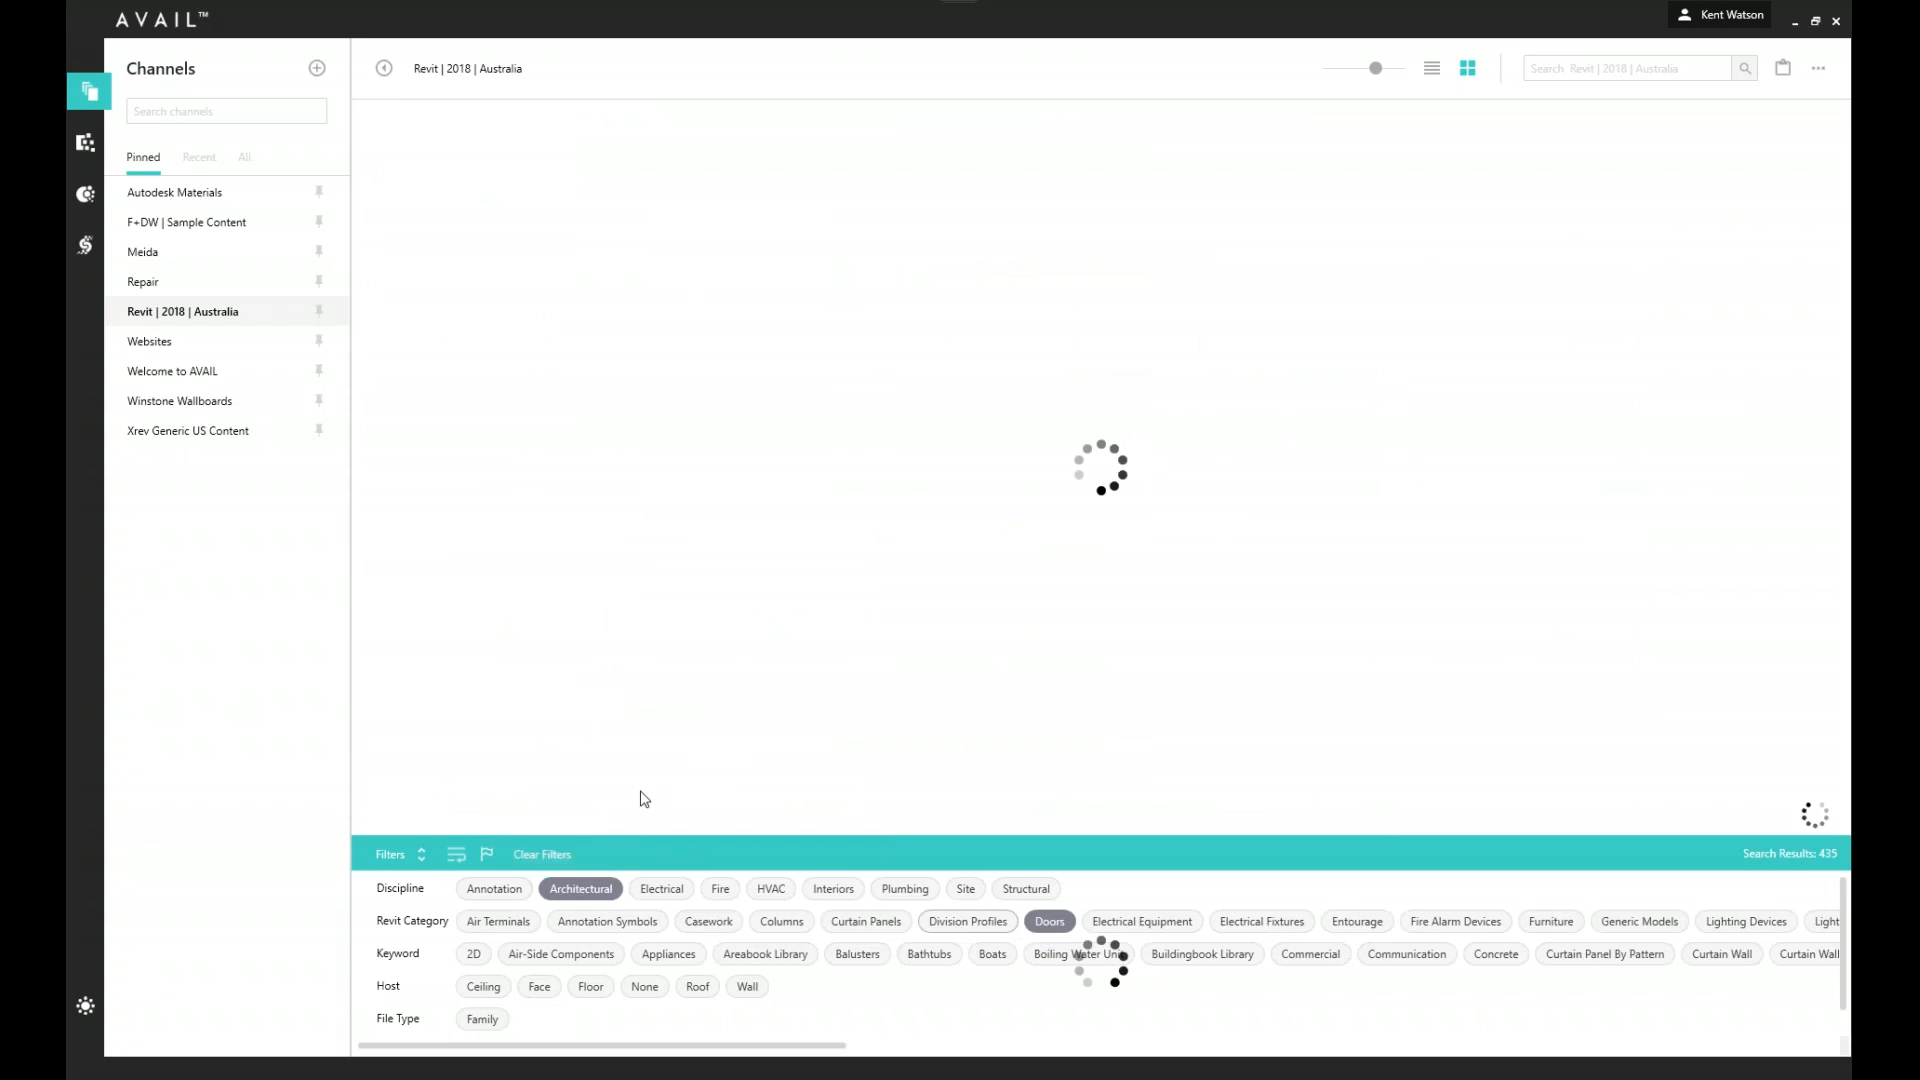 AVAIL™
Kent Watson
Channels
Revit | 2018 | Australia
Search Revit | 2018 | Australia
Search channels
Pinned Recent All
Autodesk Materials
F+DW | Sample Content
Meida
Repair
Revit | 2018 | Australia
Websites
Welcome to AVAIL
Winstone Wallboards
Xrev Generic US Content
Filters Clear Filters Search Results: 435
Discipline Annotation Architectural Electrical Fire HVAC Interiors Plumbing Site Structural
Revit Category Air Terminals Annotation Symbols Casework Columns Curtain Panels Division Profiles Doors Electrical Equipment Electrical Fixtures Entourage Fire Alarm Devices Furniture Generic Models Lighting Devices Light
Keyword 2D Air-Side Components Appliances Areabook Library Balusters Bathtubs Boats Boiling Water Unit Buildingbook Library Commercial Communication Concrete Curtain Panel By Pattern Curtain Wall Curtain Wall
Host Ceiling Face Floor None Roof Wall
File Type Family